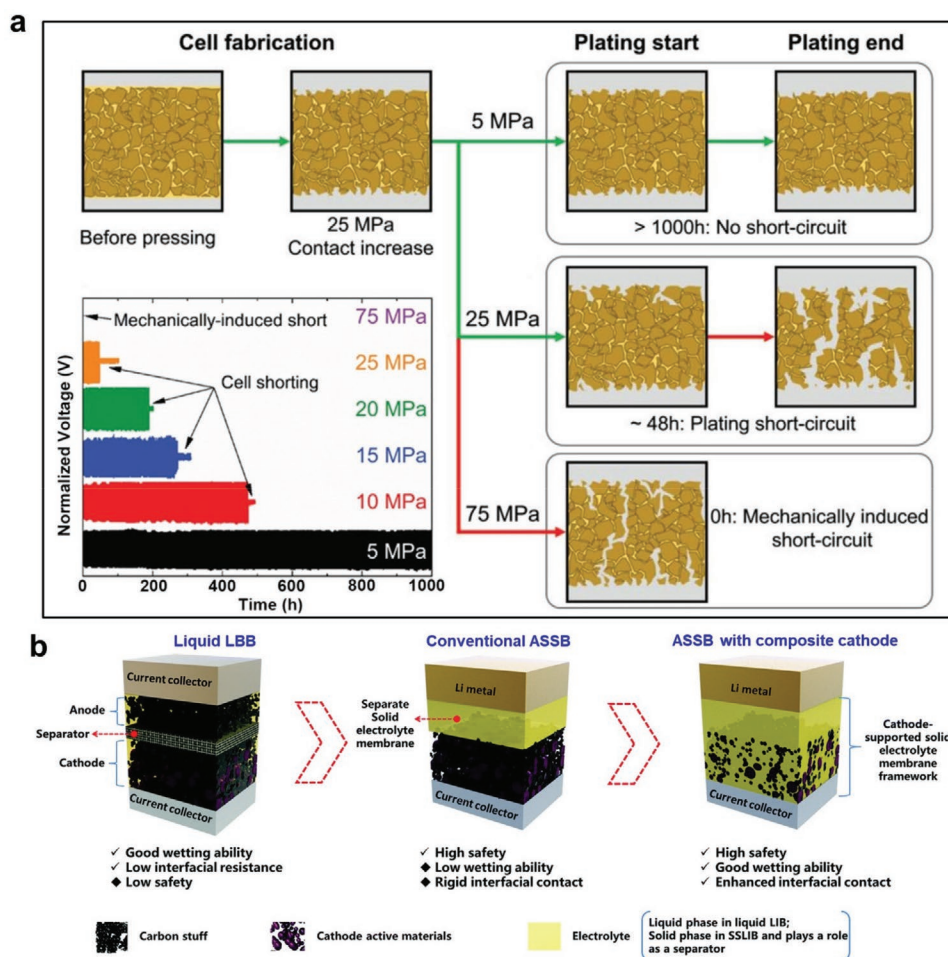 a
Cell fabrication
Plating start
Plating end
Before pressing
25 MPa
Contact increase
5 MPa
> 1000h: No short-circuit
25 MPa
~ 48h: Plating short-circuit
75 MPa
0h: Mechanically induced
short-circuit
Normalized Voltage (V)
Mechanically-induced short
75 MPa
25 MPa
Cell shorting
20 MPa
15 MPa
10 MPa
5 MPa
0 200 400 600 800 1000
Time (h)
b
Liquid LBB
Current collector
Anode
Separator
Cathode
Current collector
✓ Good wetting ability
✓ Low interfacial resistance
◆ Low safety
Conventional ASSB
Li metal
Separate
Solid
electrolyte
membrane
Current collector
✓ High safety
◆ Low wetting ability
◆ Rigid interfacial contact
ASSB with composite cathode
Li metal
Cathode-
supported solid
electrolyte
membrane
framework
Current collector
✓ High safety
✓ Good wetting ability
✓ Enhanced interfacial contact
Carbon stuff
Cathode active materials
Electrolyte
Liquid phase in liquid LIB;
Solid phase in SSLIB and plays a role
as a separator